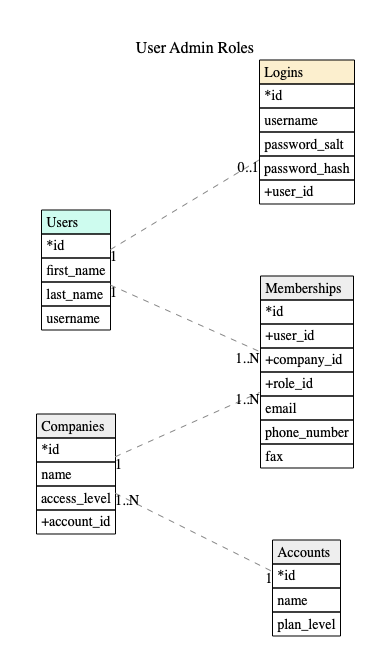 User Admin Roles
Logins
*id
username
password_salt
password_hash
+user_id
0..1
Users
*id
first_name
last_name
username
1
1
Memberships
*id
+user_id
+company_id
+role_id
email
phone_number
fax
1..N
1..N
Companies
*id
name
access_level
+account_id
1
1..N
Accounts
*id
name
plan_level
1